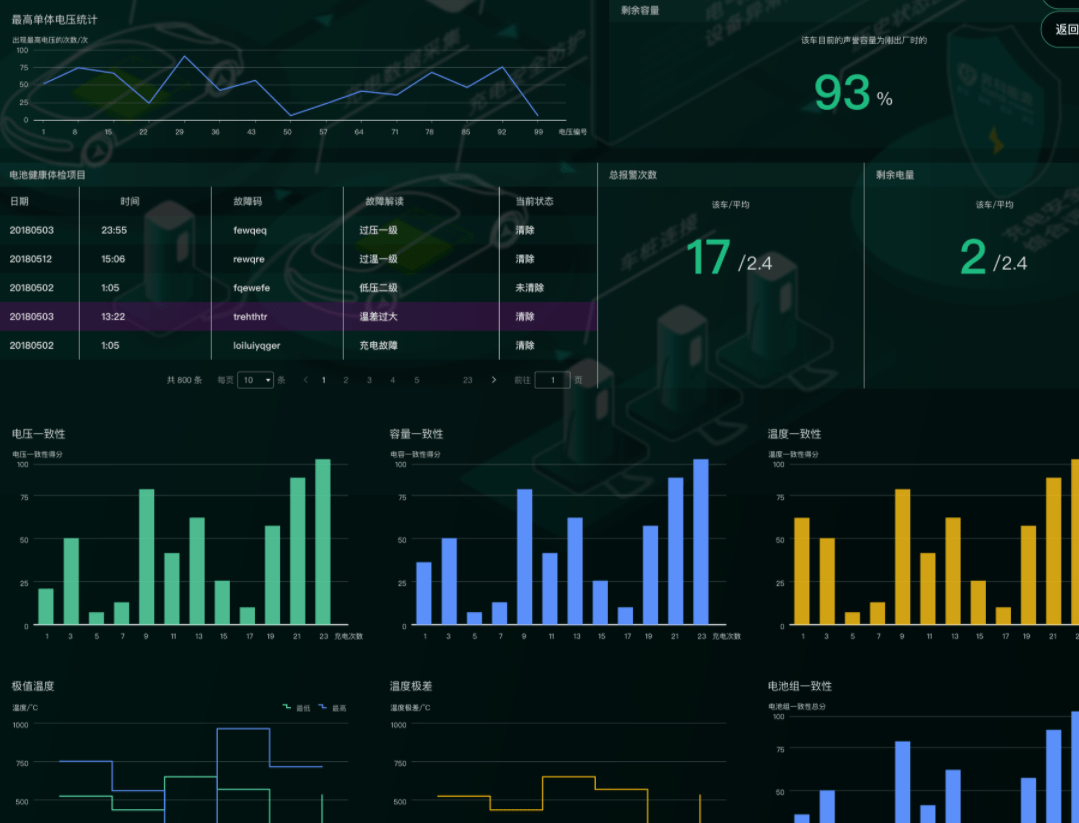 最高单体电压统计
出现最高电压的次数/次
100
75
50
25
0
1 8 15 22 29 36 43 50 57 64 71 78 85 92 99 电压编号
剩余容量
该车目前的声誉容量为刚出厂时的
93 %
返回
电池健康体检项目
日期 时间 故障码 故障解读 当前状态
20180503 23:55 fewqeq 过压一级 清除
20180512 15:06 rewqre 过温一级 清除
20180502 1:05 fqewefe 低压二级 未清除
20180503 13:22 trehthtr 温差过大 清除
20180502 1:05 loiluiyqger 充电故障 清除
共 800 条 每页 10 条 1 2 3 4 5 23 前往 1 页
总报警次数
该车/平均
17 /2.4
剩余电量
该车/平均
2 /2.4
车桩连接
充电数据采集
充电安全防护
电压一致性
电压一致性得分
100
75
50
25
0
1 3 5 7 9 11 13 15 17 19 21 23 充电次数
容量一致性
电容一致性得分
100
75
50
25
0
1 3 5 7 9 11 13 15 17 19 21 23 充电次数
温度一致性
温度一致性得分
100
75
50
25
0
1 3 5 7 9 11 13 15 17 19 21
极值温度
温度/°C
最低 最高
1000
750
500
温度极差
温度极差/°C
1000
750
500
电池组一致性
电池组一致性总分
100
75
50